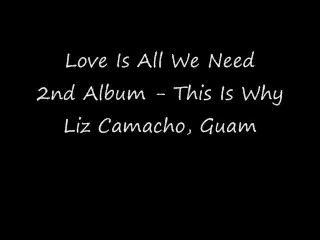 Love Is All We Need
2nd Album - This Is Why
Liz Camacho, Guam